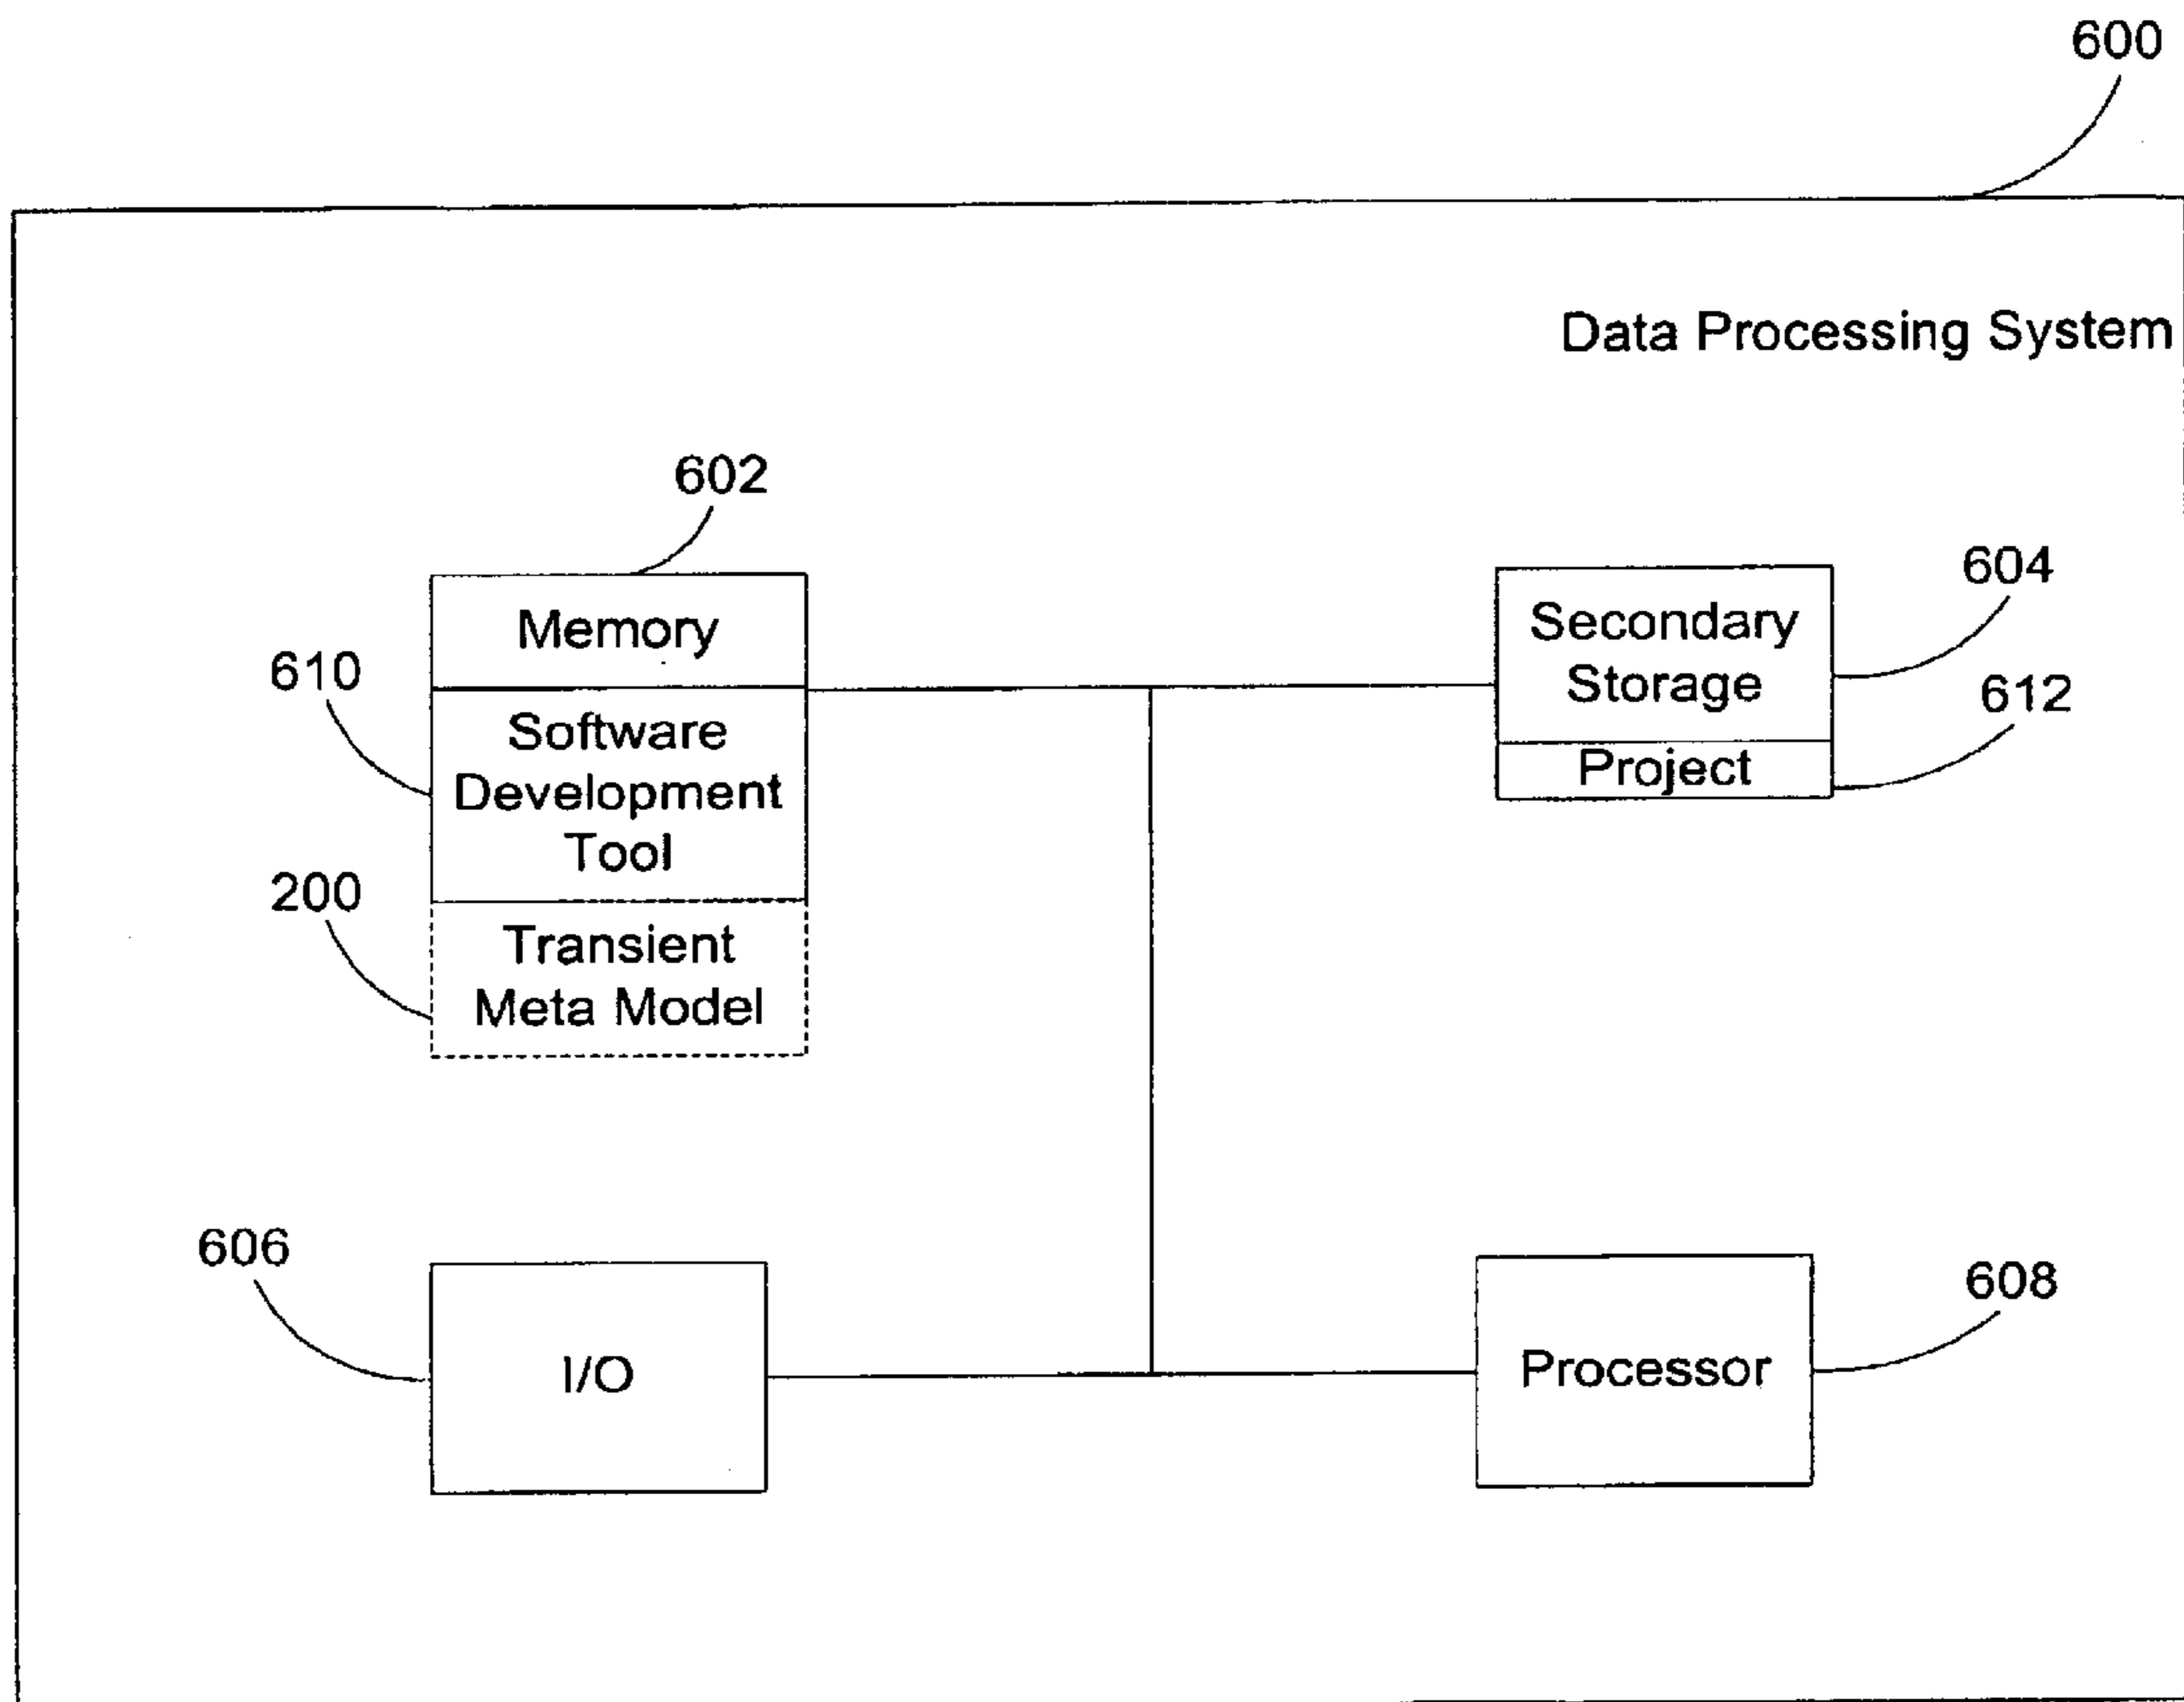 600
Data Processing System
602
Memory
610
Software
Development
Tool
200
Transient
Meta Model
604
Secondary
Storage
612
Project
606
I/O
608
Processor